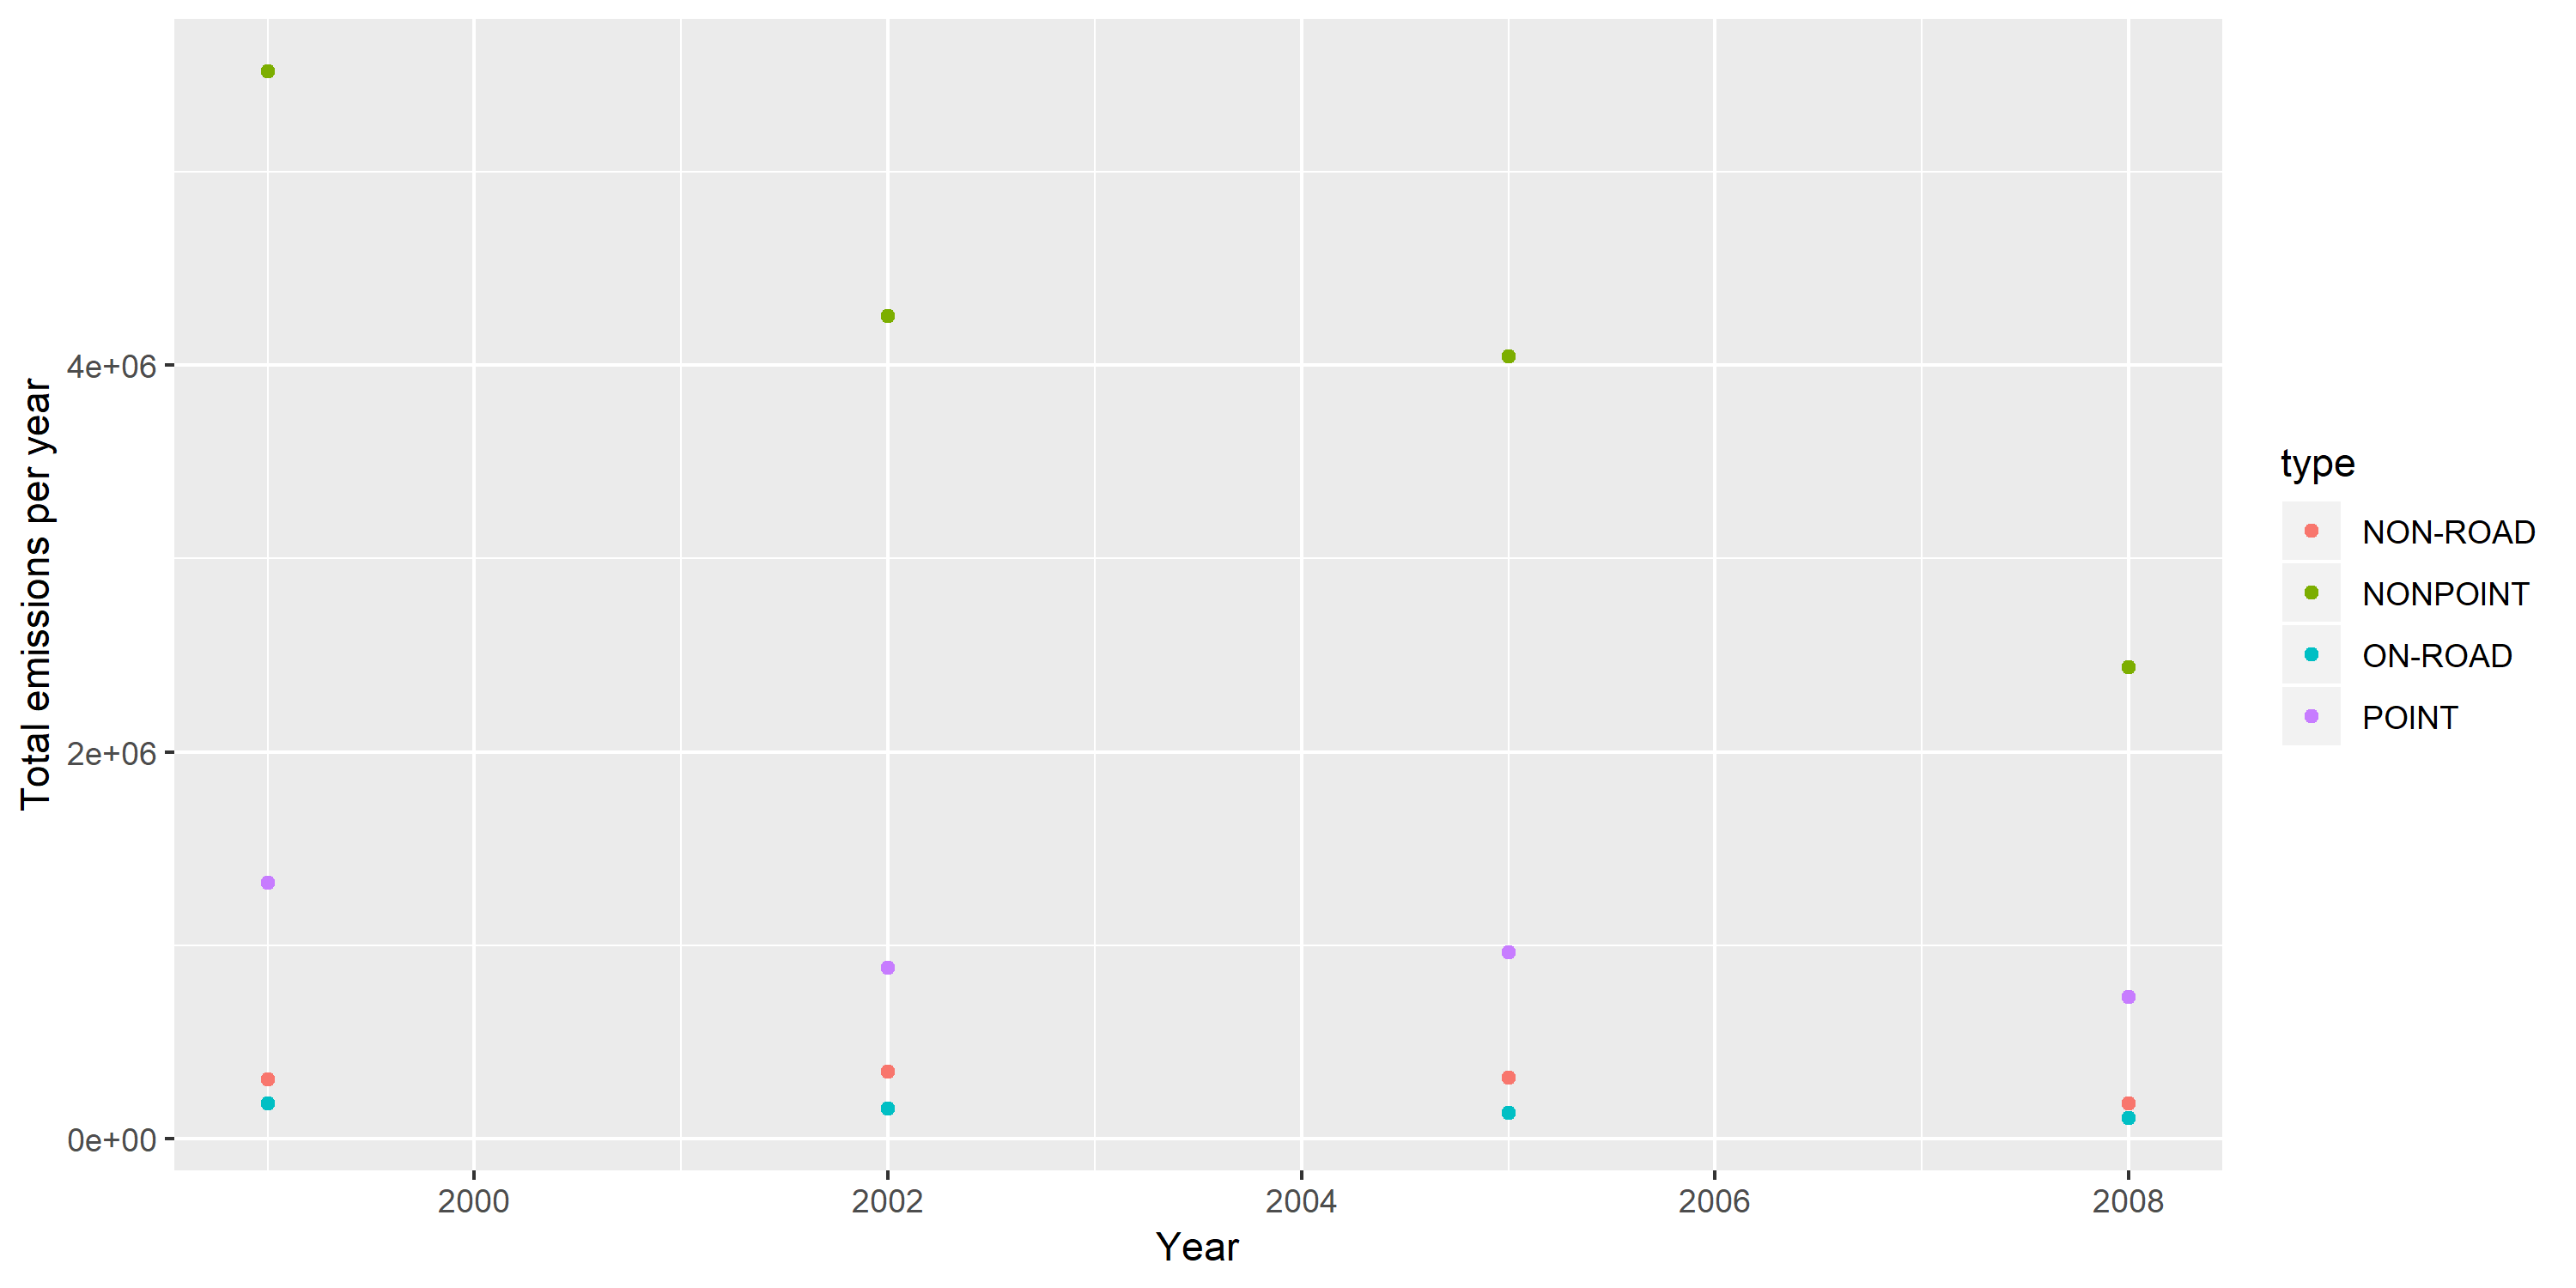 Total emissions per year
4e+06
2e+06
0e+00
2000
2002
2004
2006
2008
Year
type
NON-ROAD
NONPOINT
ON-ROAD
POINT